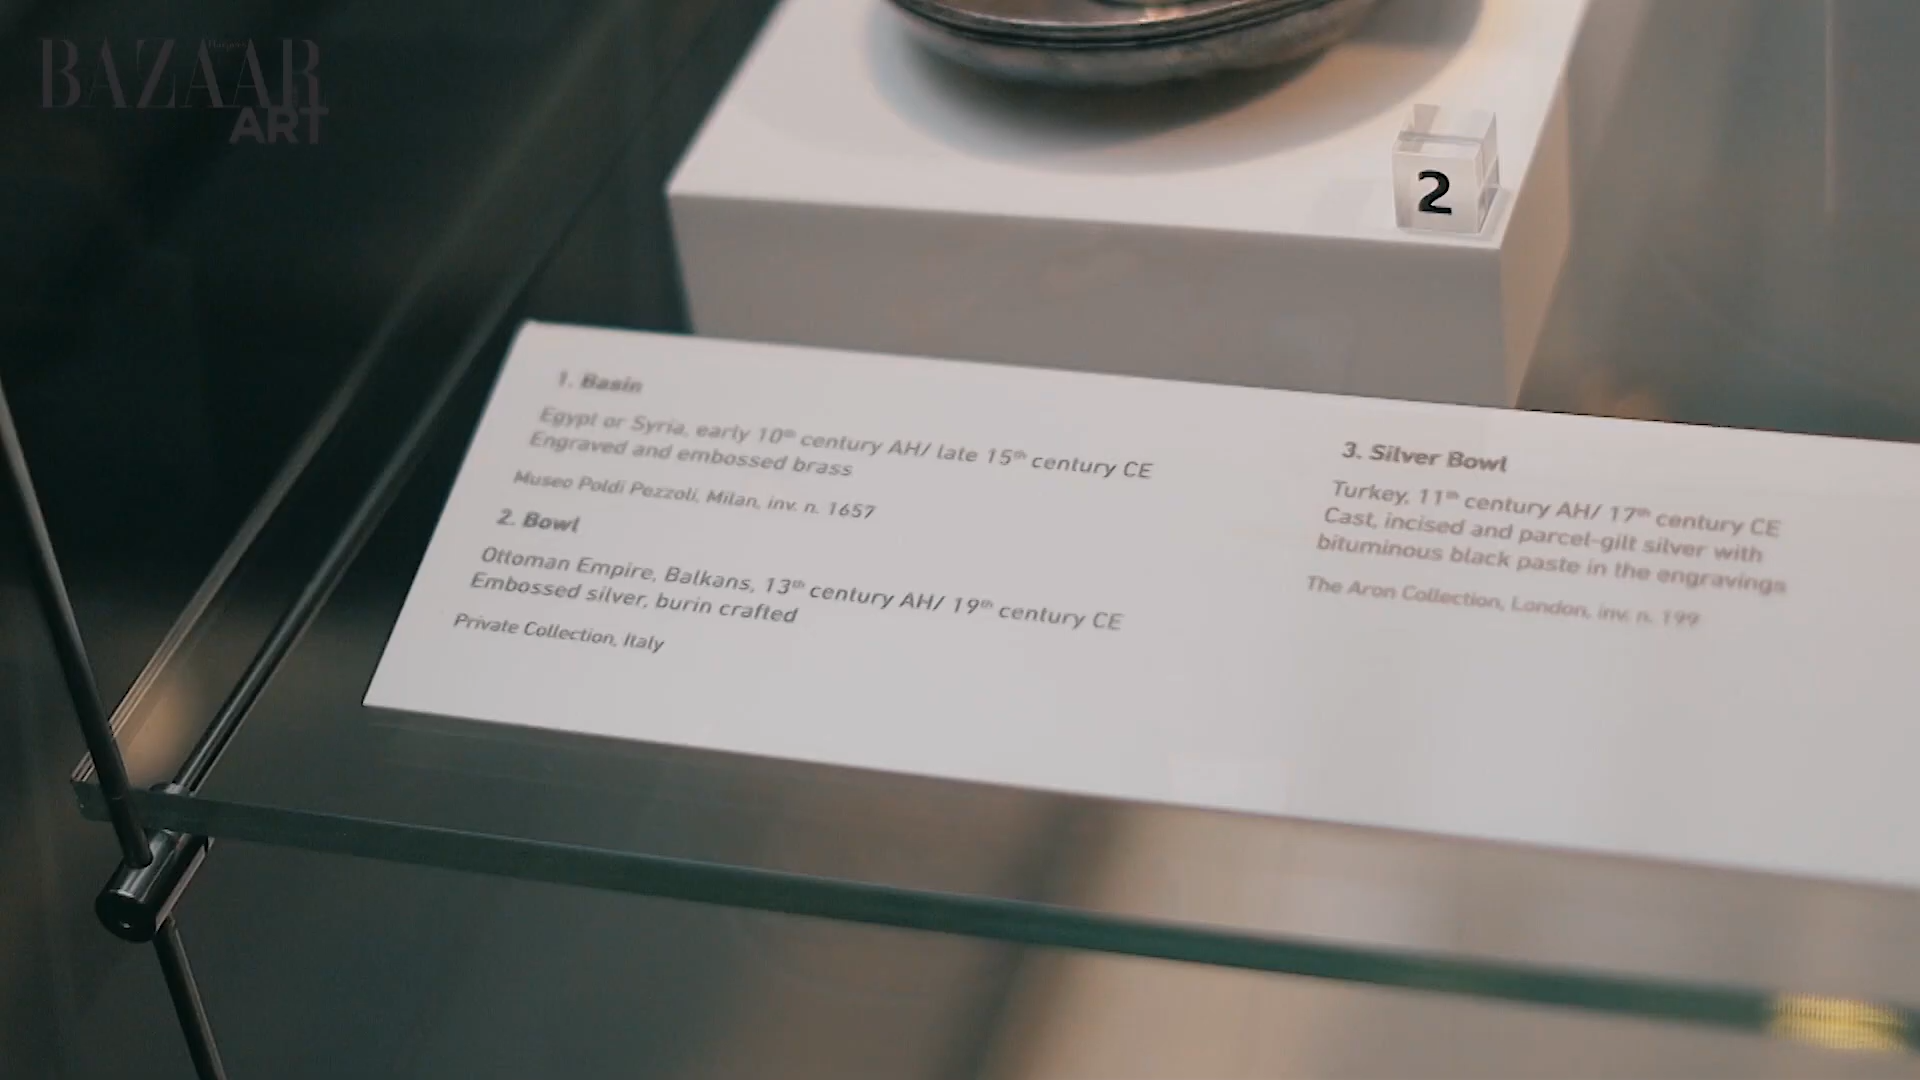 Harper's
BAZAAR
ART
2
1. Basin
Egypt or Syria, early 10th century AH/ late 15th century CE
Engraved and embossed brass
Museo Poldi Pezzoli, Milan, inv. n. 1657
2. Bowl
Ottoman Empire, Balkans, 13th century AH/ 19th century CE
Embossed silver, burin crafted
Private Collection, Italy
3. Silver Bowl
Turkey, 11th century AH/ 17th century CE
Cast, incised and parcel-gilt silver with
bituminous black paste in the engravings
The Aron Collection, London, inv. n. 199